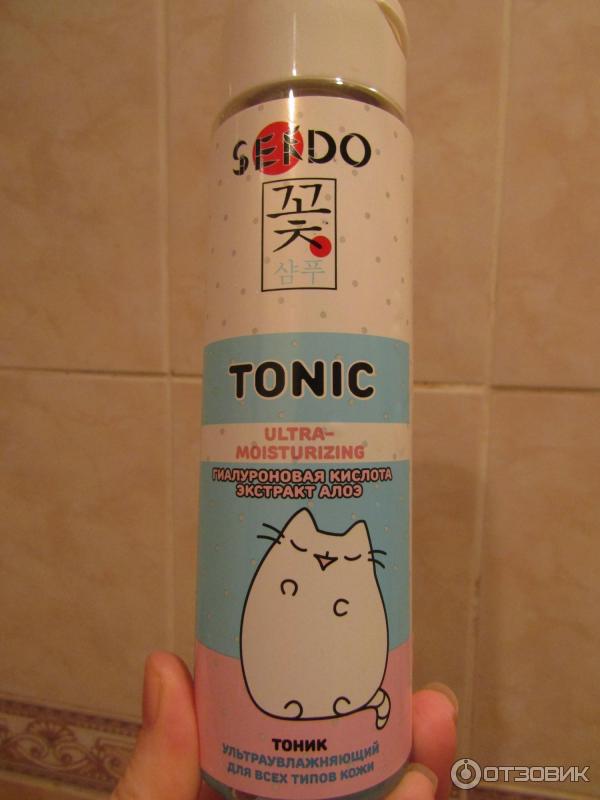 SENDO
꽃
샴푸
TONIC
ULTRA-
MOISTURIZING
ГИАЛУРОНОВАЯ КИСЛОТА
ЭКСТРАКТ АЛОЭ
ТОНИК
УЛЬТРАУВЛАЖНЯЮЩИЙ
ДЛЯ ВСЕХ ТИПОВ КОЖИ
ОТЗОВИК